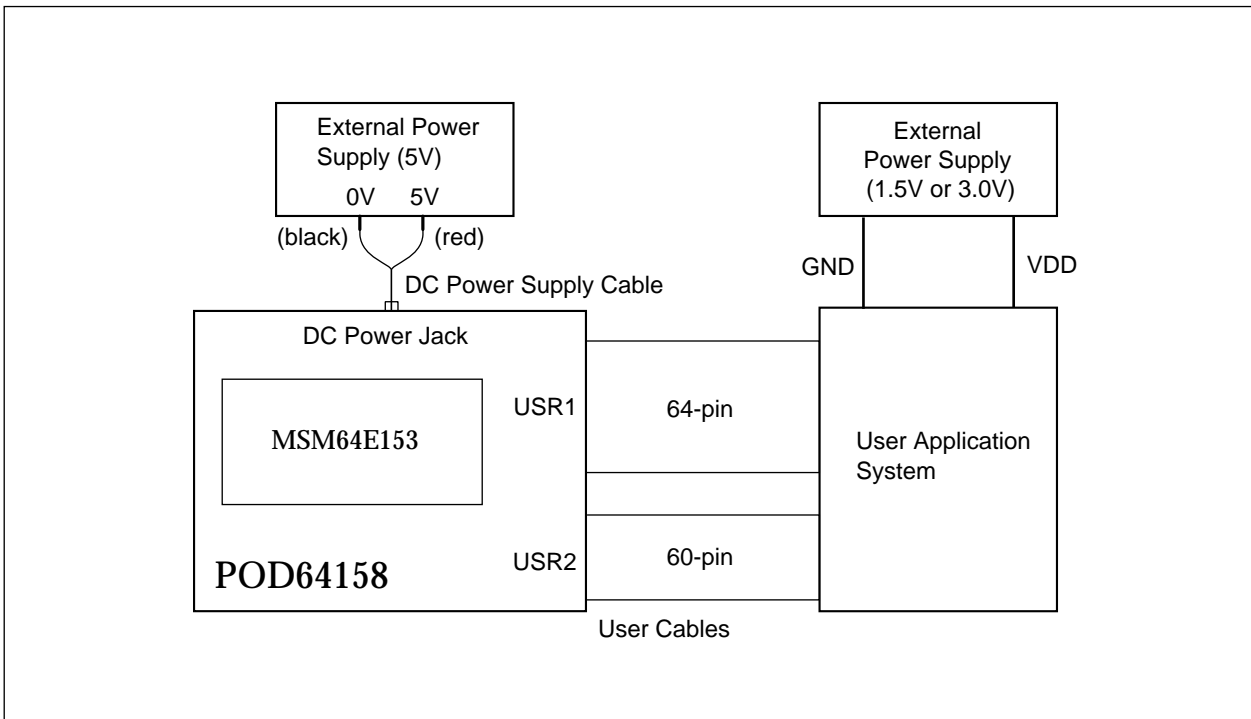 External Power
Supply (5V)
0V 5V
(black) (red)
DC Power Supply Cable
External
Power Supply
(1.5V or 3.0V)
GND VDD
DC Power Jack
MSM64E153
POD64158
USR1
64-pin
USR2
60-pin
User Cables
User Application
System